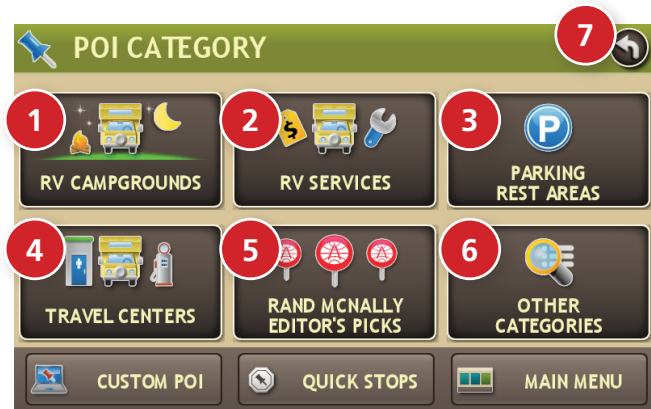 POI CATEGORY
7
1
RV CAMPGROUNDS
2
$
RV SERVICES
3
P
PARKING
REST AREAS
4
TRAVEL CENTERS
5
RAND MCNALLY
EDITOR'S PICKS
6
OTHER
CATEGORIES
CUSTOM POI
QUICK STOPS
MAIN MENU